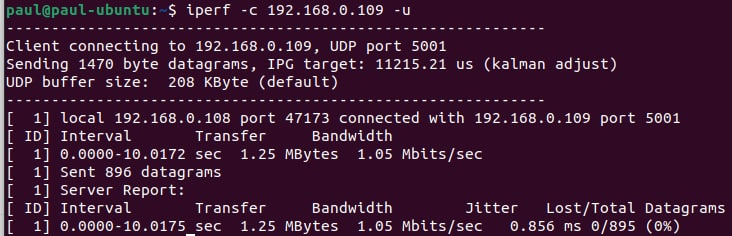 paul@paul-ubuntu:~$ iperf -c 192.168.0.109 -u
------------------------------------------------------------
Client connecting to 192.168.0.109, UDP port 5001
Sending 1470 byte datagrams, IPG target: 11215.21 us (kalman adjust)
UDP buffer size:  208 KByte (default)
------------------------------------------------------------
[  1] local 192.168.0.108 port 47173 connected with 192.168.0.109 port 5001
[ ID] Interval       Transfer     Bandwidth
[  1] 0.0000-10.0172 sec  1.25 MBytes  1.05 Mbits/sec
[  1] Sent 896 datagrams
[  1] Server Report:
[ ID] Interval       Transfer     Bandwidth        Jitter   Lost/Total Datagrams
[  1] 0.0000-10.0175 sec  1.25 MBytes  1.05 Mbits/sec   0.856 ms 0/895 (0%)